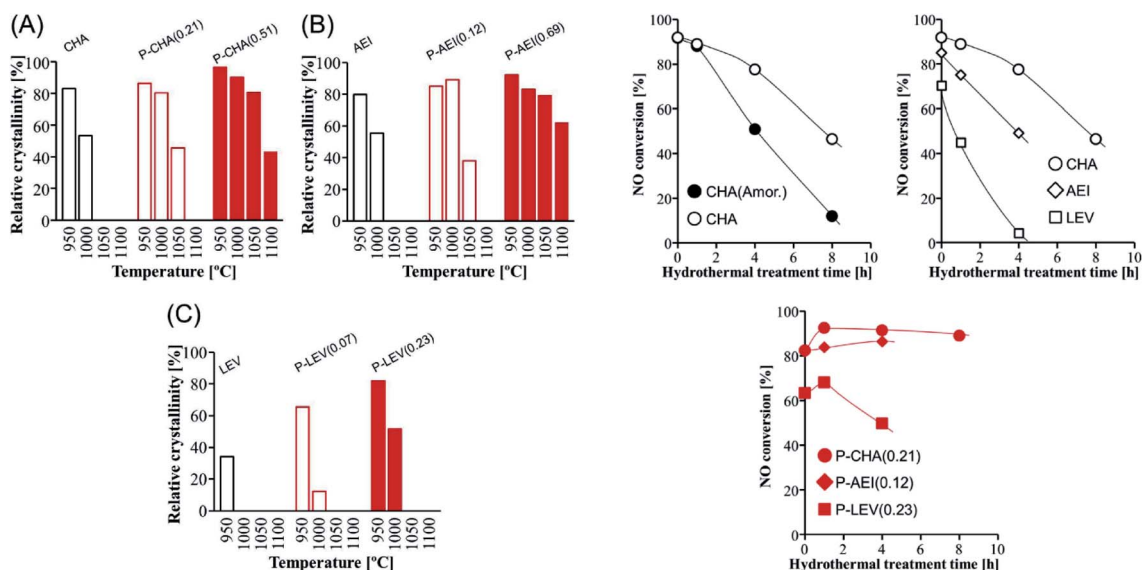 (A)
CHA
P-CHA(0.21)
P-CHA(0.51)
Relative crystallinity [%]
100
80
60
40
20
0
950
1000
1050
1100
950
1000
1050
1100
950
1000
1050
1100
Temperature [ºC]
(B)
AEI
P-AEI(0.12)
P-AEI(0.69)
Relative crystallinity [%]
100
80
60
40
20
0
950
1000
1050
1100
950
1000
1050
1100
950
1000
1050
1100
Temperature [ºC]
NO conversion [%]
100
80
60
40
20
0
CHA(Amor.)
CHA
0 2 4 6 8 10
Hydrothermal treatment time [h]
NO conversion [%]
100
80
60
40
20
0
CHA
AEI
LEV
0 2 4 6 8 10
Hydrothermal treatment time [h]
(C)
LEV
P-LEV(0.07)
P-LEV(0.23)
Relative crystallinity [%]
100
80
60
40
20
0
950
1000
1050
1100
950
1000
1050
1100
950
1000
1050
1100
Temperature [ºC]
NO conversion [%]
100
80
60
40
20
0
P-CHA(0.21)
P-AEI(0.12)
P-LEV(0.23)
0 2 4 6 8 10
Hydrothermal treatment time [h]